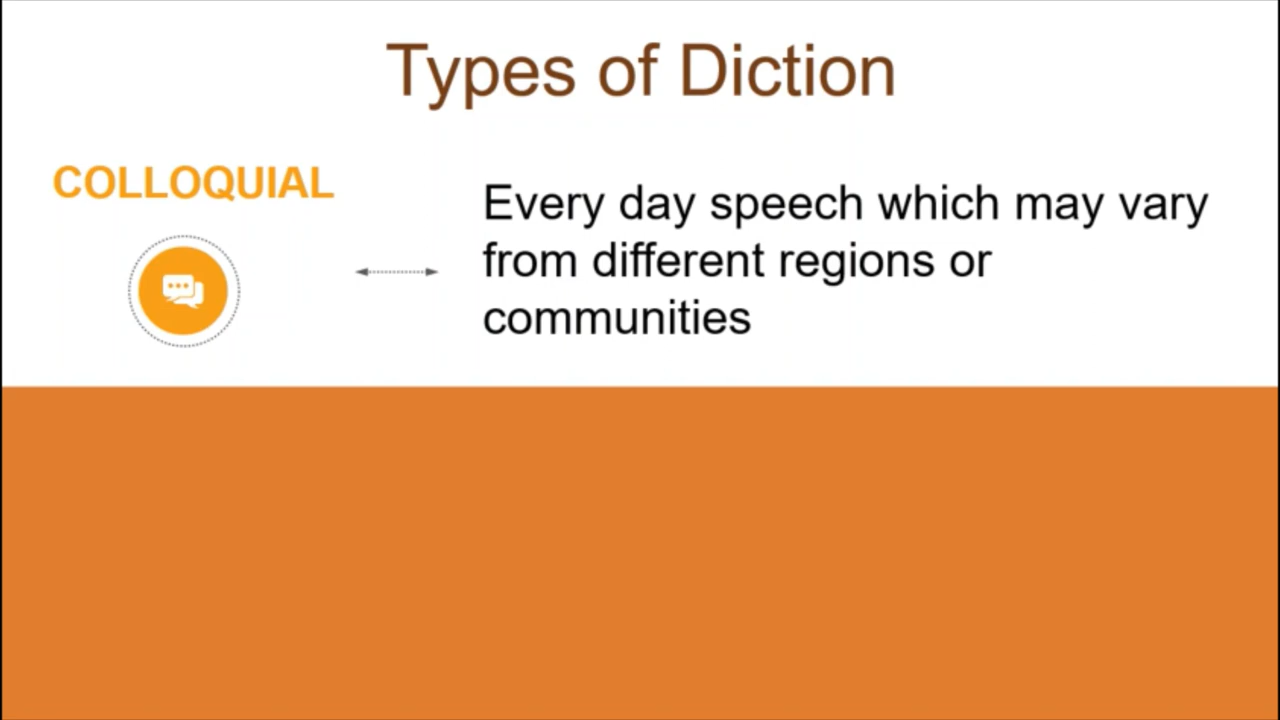 Types of Diction
COLLOQUIAL
Every day speech which may vary
from different regions or
communities